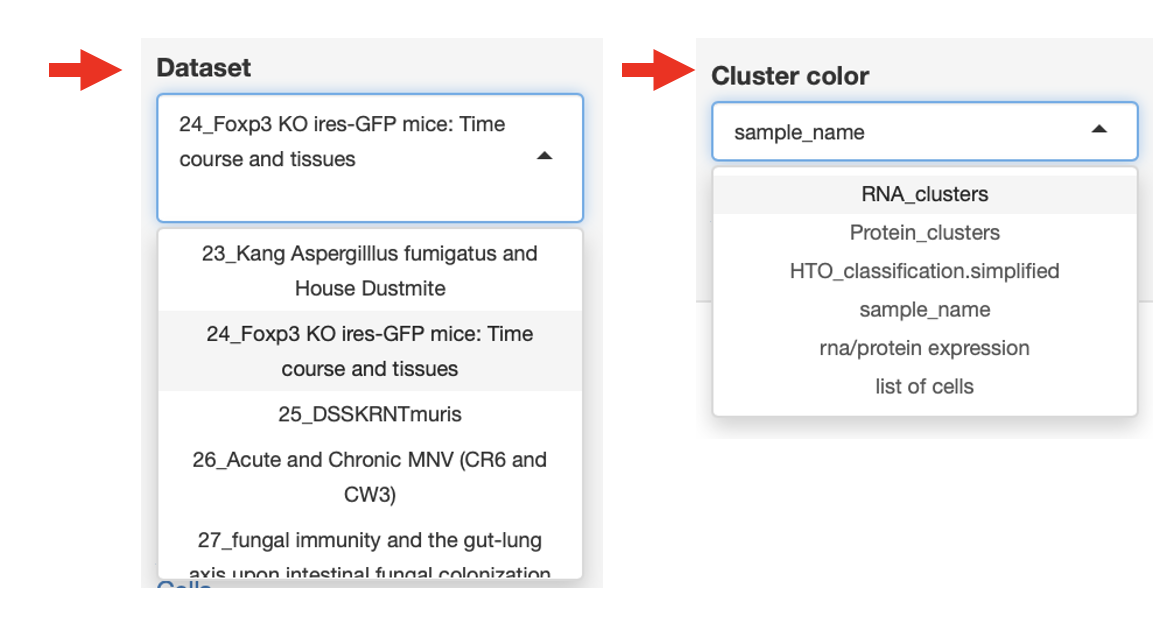 Dataset
24_Foxp3 KO ires-GFP mice: Time
course and tissues
23_Kang Aspergilllus fumigatus and
House Dustmite
24_Foxp3 KO ires-GFP mice: Time
course and tissues
25_DSSKRNTmuris
26_Acute and Chronic MNV (CR6 and
CW3)
27_fungal immunity and the gut-lung
axis upon intestinal fungal colonization
Cells
Cluster color
sample_name
RNA_clusters
Protein_clusters
HTO_classification.simplified
sample_name
rna/protein expression
list of cells